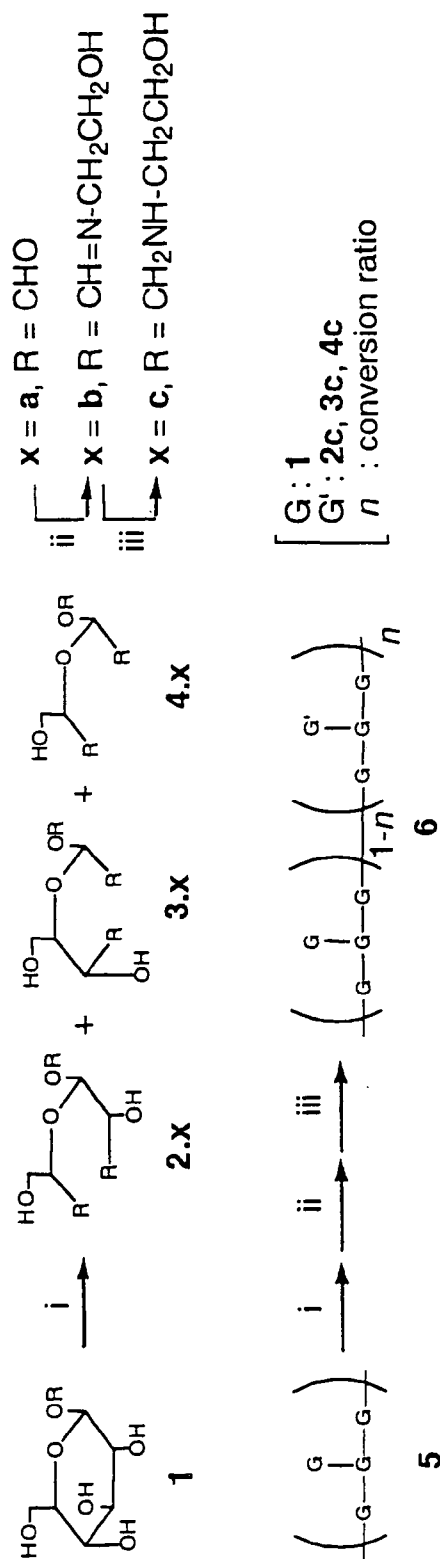 HO OR O OH OH HO
1
i
HO OR O R R OH
2.x
+
HO OR O R R OH
3.x
+
HO OR O R R
4.x
x = a, R = CHO
ii
x = b, R = CH=N-CH2CH2OH
iii
x = c, R = CH2NH-CH2CH2OH
G
G G G
5
i
ii
iii
G
G G G
1-n
G'
G G G
n
6
G : 1
G' : 2c, 3c, 4c
n : conversion ratio